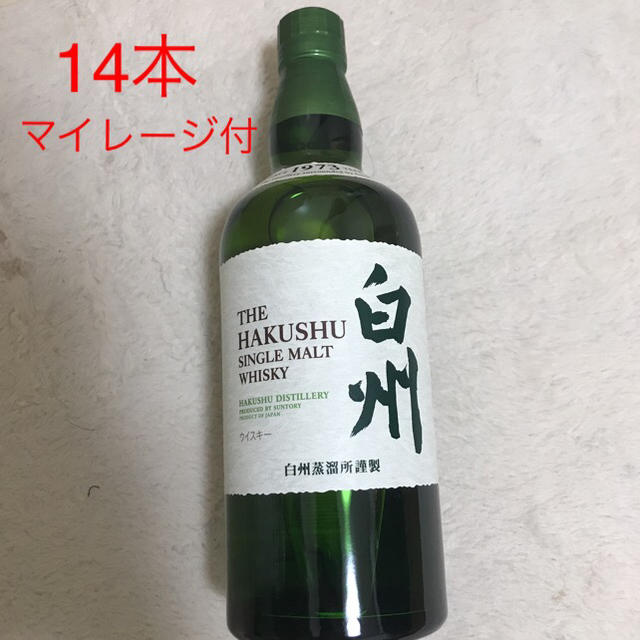 14本
マイレージ付
1973
THE
HAKUSHU
SINGLE MALT
WHISKY
HAKUSHU DISTILLERY
PRODUCED BY SUNTORY
PRODUCT OF JAPAN
ウイスキー
白州
白州蒸溜所謹製